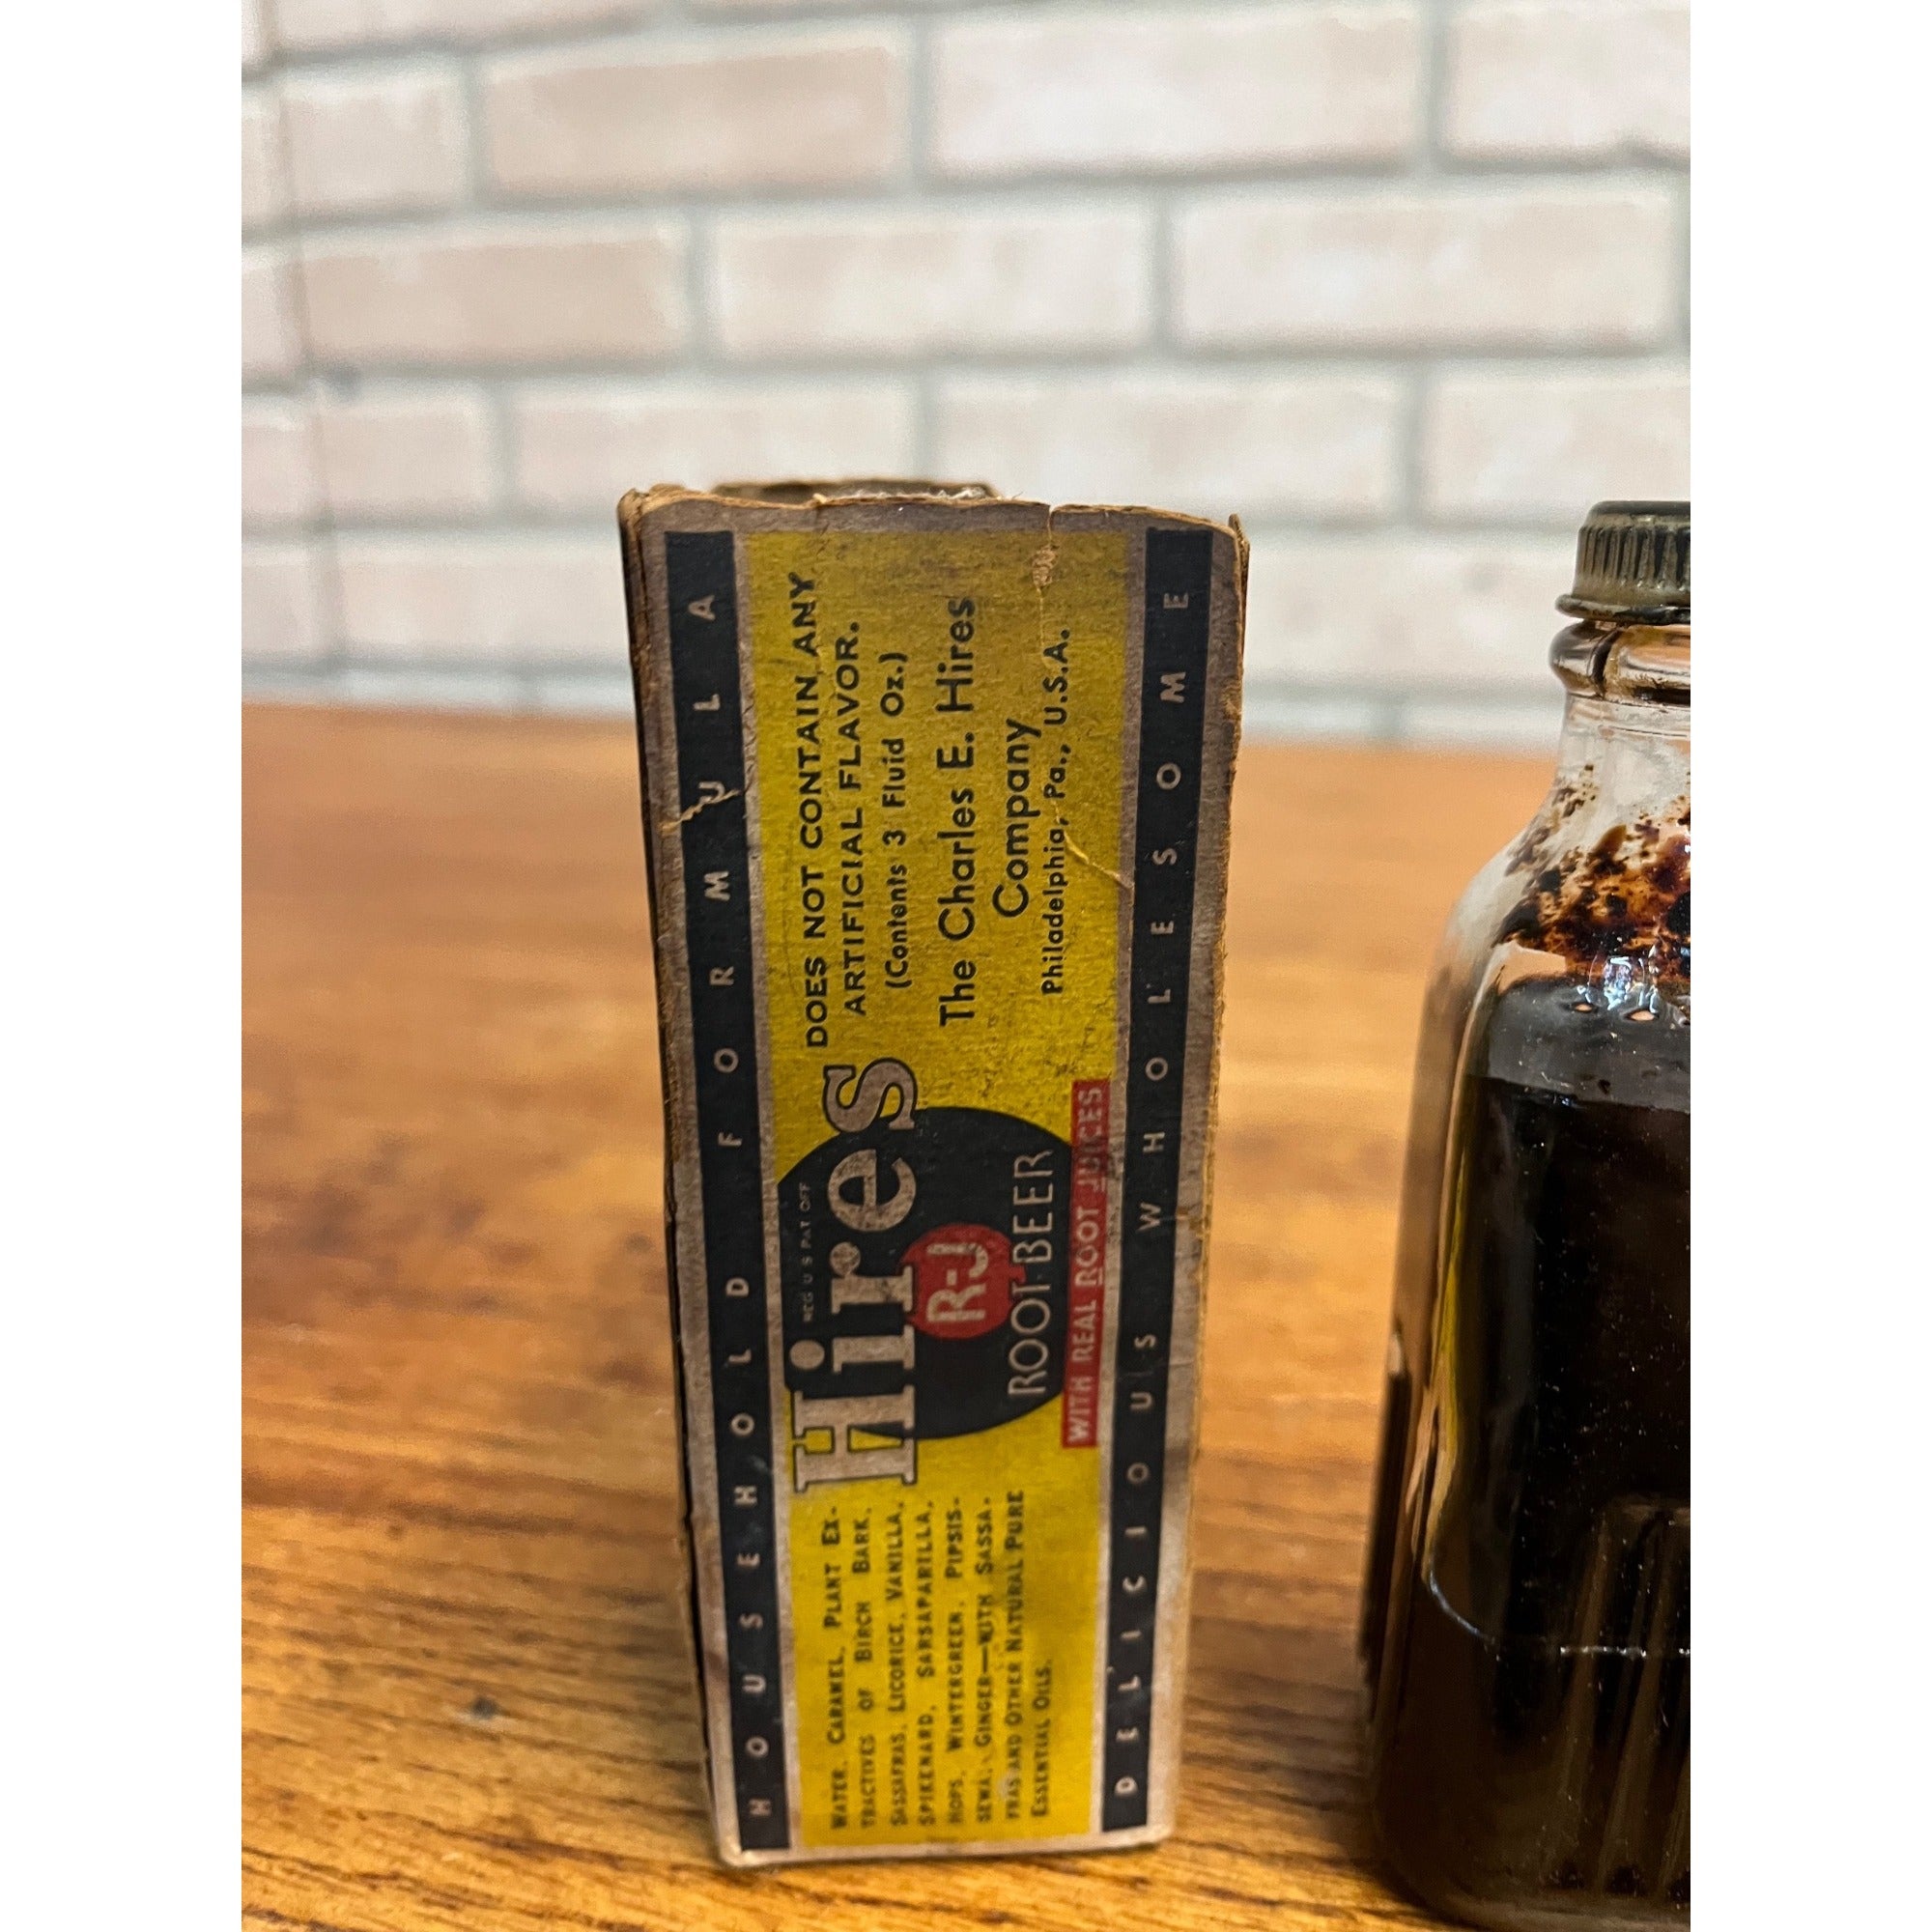 HOUSEHOLD FORMULA
WATER, CARAMEL, PLANT EX-
TRACTIVES OF BIRCH BARK,
SASSAFRAS, LICORICE, VANILLA,
SPIKENARD, SARSAPARILLA,
HOPS, WINTERGREEN, PIPSIS-
SEWA, GINGER—WITH SASSA-
FRAS AND OTHER NATURAL PURE
ESSENTIAL OILS.
REG U S PAT OFF
Hires
R-J
ROOT BEER
WITH REAL ROOT JUICES
DOES NOT CONTAIN ANY
ARTIFICIAL FLAVOR.
(Contents 3 Fluid Oz.)
The Charles E. Hires
Company
Philadelphia, Pa., U.S.A.
DELICIOUS WHOLESOME